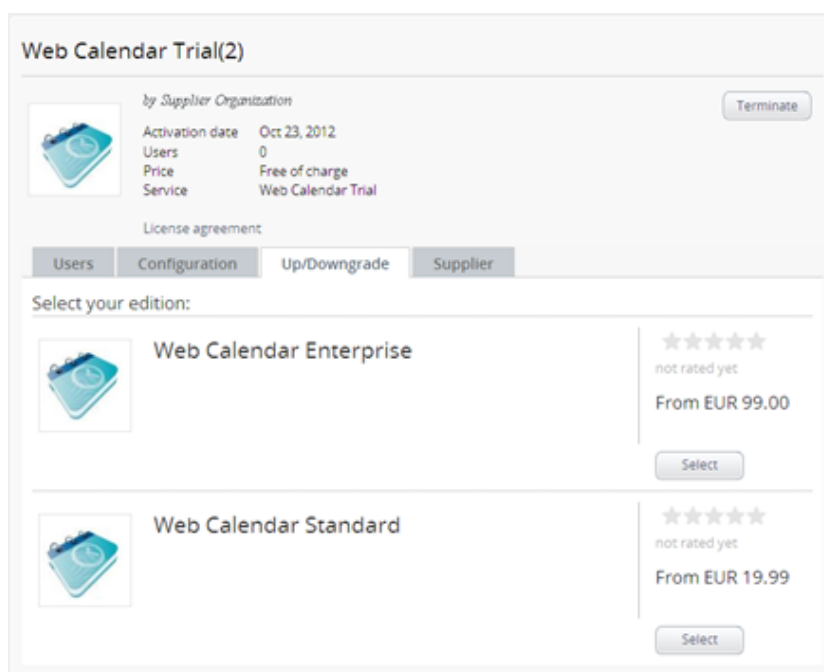 Web Calendar Trial(2)
by Supplier Organization
Terminate
Activation date Oct 23, 2012
Users 0
Price Free of charge
Service Web Calendar Trial
License agreement
Users Configuration Up/Downgrade Supplier
Select your edition:
Web Calendar Enterprise
not rated yet
From EUR 99.00
Select
Web Calendar Standard
not rated yet
From EUR 19.99
Select